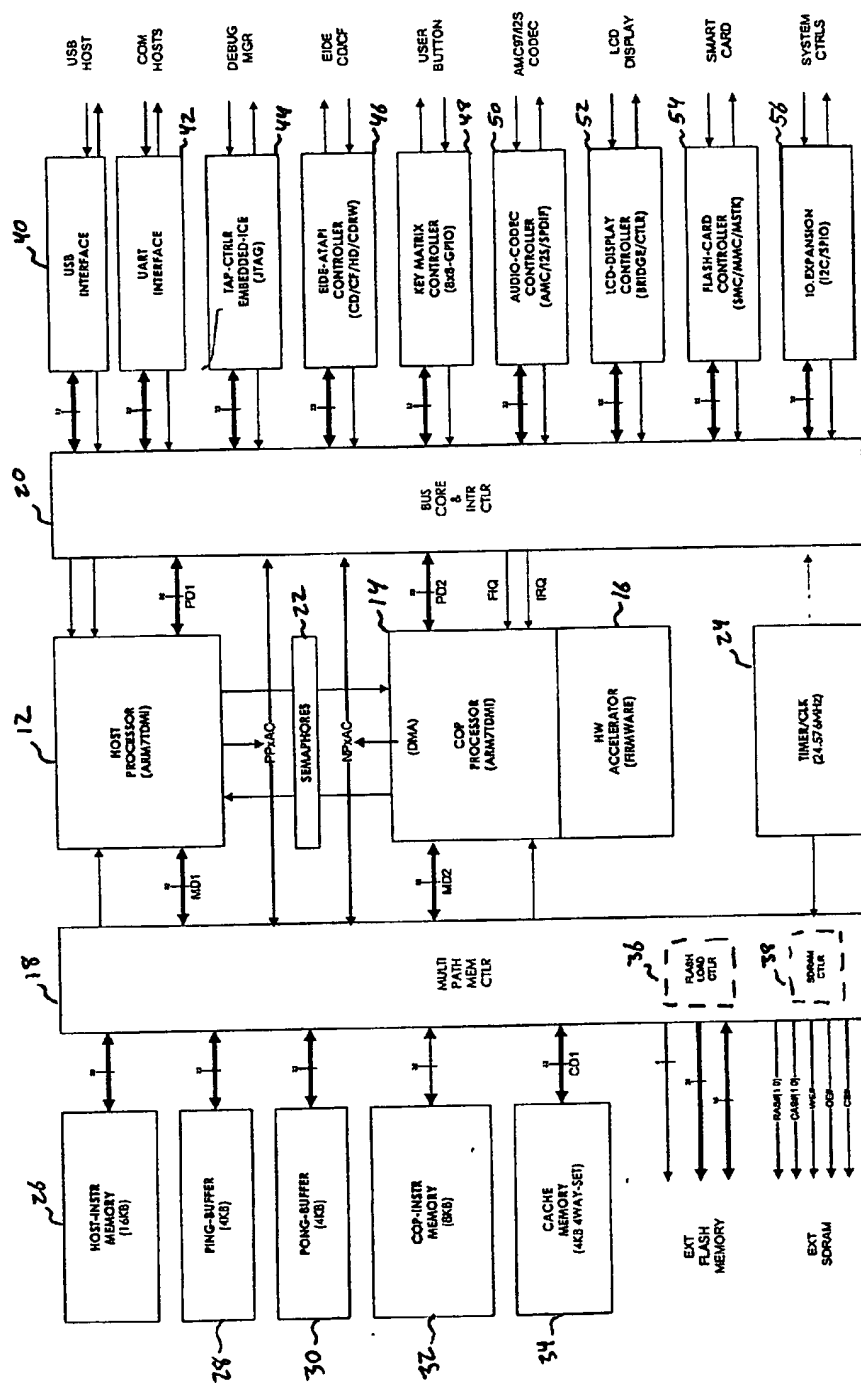 USB
HOST
COM
HOSTS
DEBUG
MGR
EIDE
CD/CF
USER
BUTTON
AMC97/I2S
CODEC
LCD
DISPLAY
SMART
CARD
SYSTEM
CTRLS
40
USB
INTERFACE
42
UART
INTERFACE
44
TAP-CTRLR
EMBEDDED-ICE
(JTAG)
46
EIDE-ATAPI
CONTROLLER
(CD/CF/HD/CDRW)
48
KEY MATRIX
CONTROLLER
(8x8-GPIO)
50
AUDIO-CODEC
CONTROLLER
(AMC/I2S/SPDIF)
52
LCD-DISPLAY
CONTROLLER
(BRIDGE/CTLR)
54
FLASH-CARD
CONTROLLER
(SMC/MMC/MSTK)
56
IO.EXPANSION
(I2C/SPIO)
20
BUS
CORE
&
INTR
CTLR
PD1
PD2
FIQ
IRQ
12
HOST
PROCESSOR
(ARM7TDMI)
PPxAC
22
SEMAPHORES
NPxAC
14
(DMA)
COP
PROCESSOR
(ARM7TDMI)
16
HW
ACCELERATOR
(FIRMWARE)
24
TIMER/CLK
(24.576MHz)
MD1
MD2
18
MULTI
PATH
MEM
CTLR
36
FLASH
LOAD
CTLR
38
SDRAM
CTLR
CD1
26
HOST-INSTR
MEMORY
(16KB)
28
PING-BUFFER
(4KB)
30
PONG-BUFFER
(4KB)
32
COP-INSTR
MEMORY
(8KB)
34
CACHE
MEMORY
(4KB 4WAY-SET)
EXT
FLASH
MEMORY
EXT
SDRAM